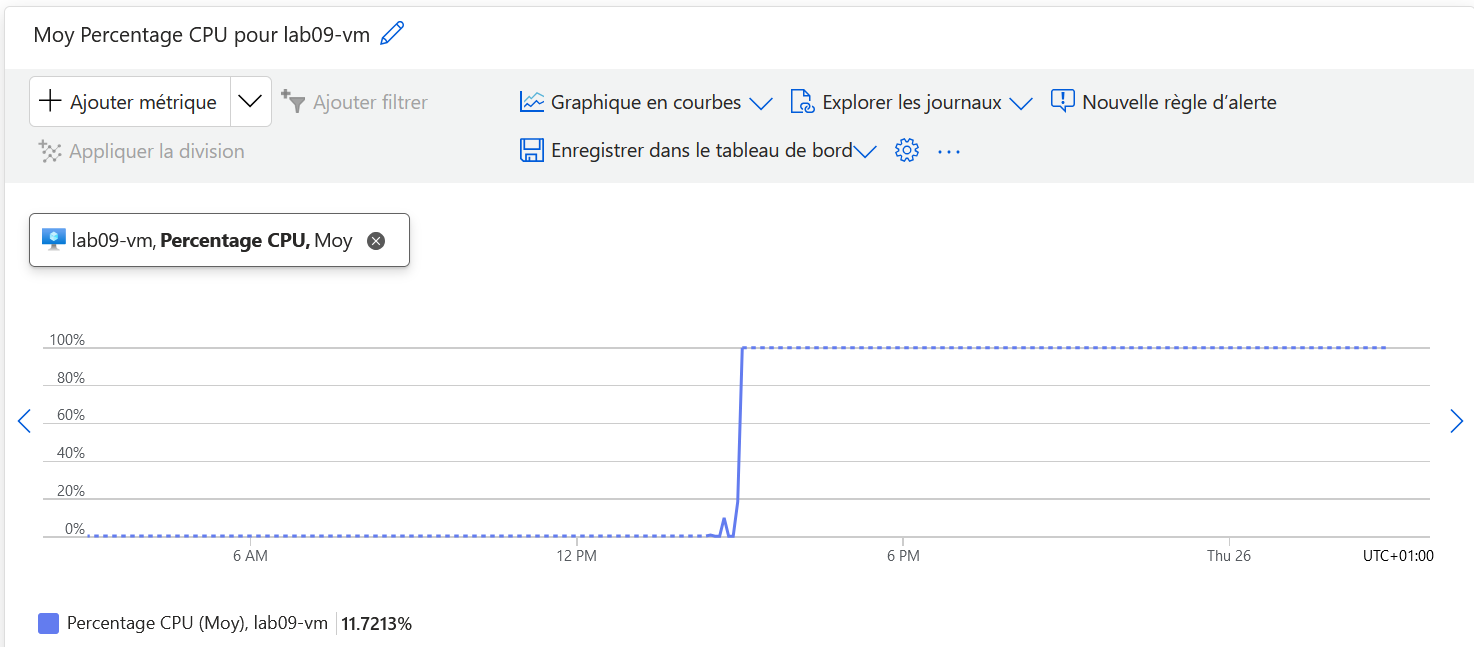 Moy Percentage CPU pour lab09-vm
Ajouter métrique
Ajouter filtrer
Graphique en courbes
Explorer les journaux
Nouvelle règle d’alerte
Appliquer la division
Enregistrer dans le tableau de bord
lab09-vm, Percentage CPU, Moy
100%
80%
60%
40%
20%
0%
6 AM 12 PM 6 PM Thu 26 UTC+01:00
Percentage CPU (Moy), lab09-vm 11.7213%